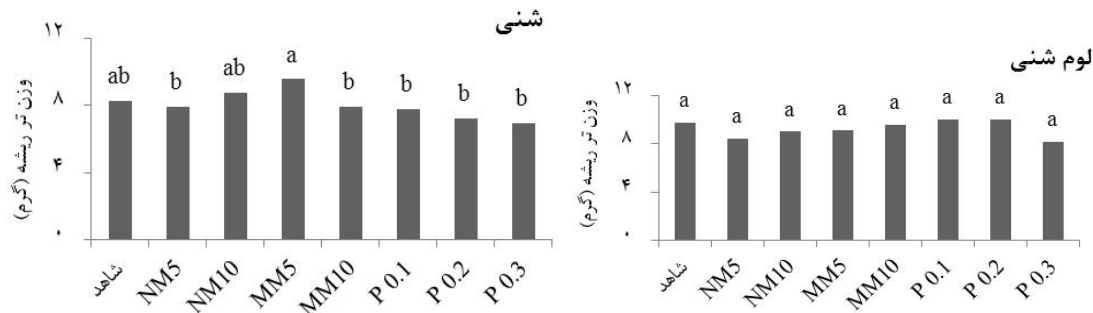 شنی
وزن تر ریشه (گرم)
۱۲
۸
۴
۰
ab b ab a b b b b
شاهد NM5 NM10 MM5 MM10 P 0.1 P 0.2 P 0.3
لوم شنی
وزن تر ریشه (گرم)
۱۲
۸
۴
۰
a a a a a a a a
شاهد NM5 NM10 MM5 MM10 P 0.1 P 0.2 P 0.3